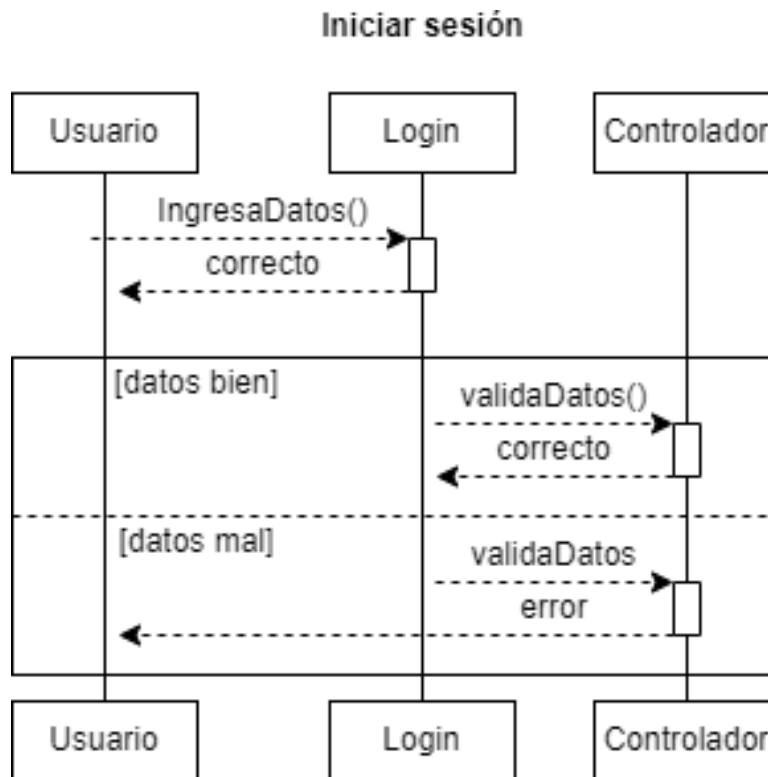 Iniciar sesión
Usuario
Login
Controlador
IngresaDatos()
correcto
[datos bien]
validaDatos()
correcto
[datos mal]
validaDatos
error
Usuario
Login
Controlador